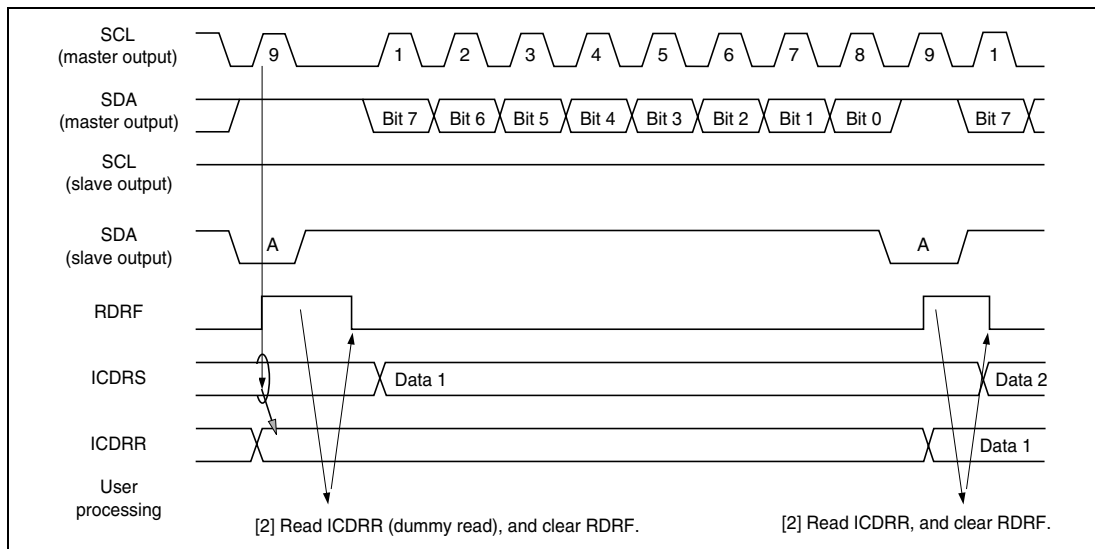 SCL
(master output)
9 1 2 3 4 5 6 7 8 9 1
SDA
(master output)
Bit 7 Bit 6 Bit 5 Bit 4 Bit 3 Bit 2 Bit 1 Bit 0 Bit 7
SCL
(slave output)
SDA
(slave output)
A A
RDRF
ICDRS
Data 1 Data 2
ICDRR
Data 1
User
processing
[2] Read ICDRR (dummy read), and clear RDRF. [2] Read ICDRR, and clear RDRF.